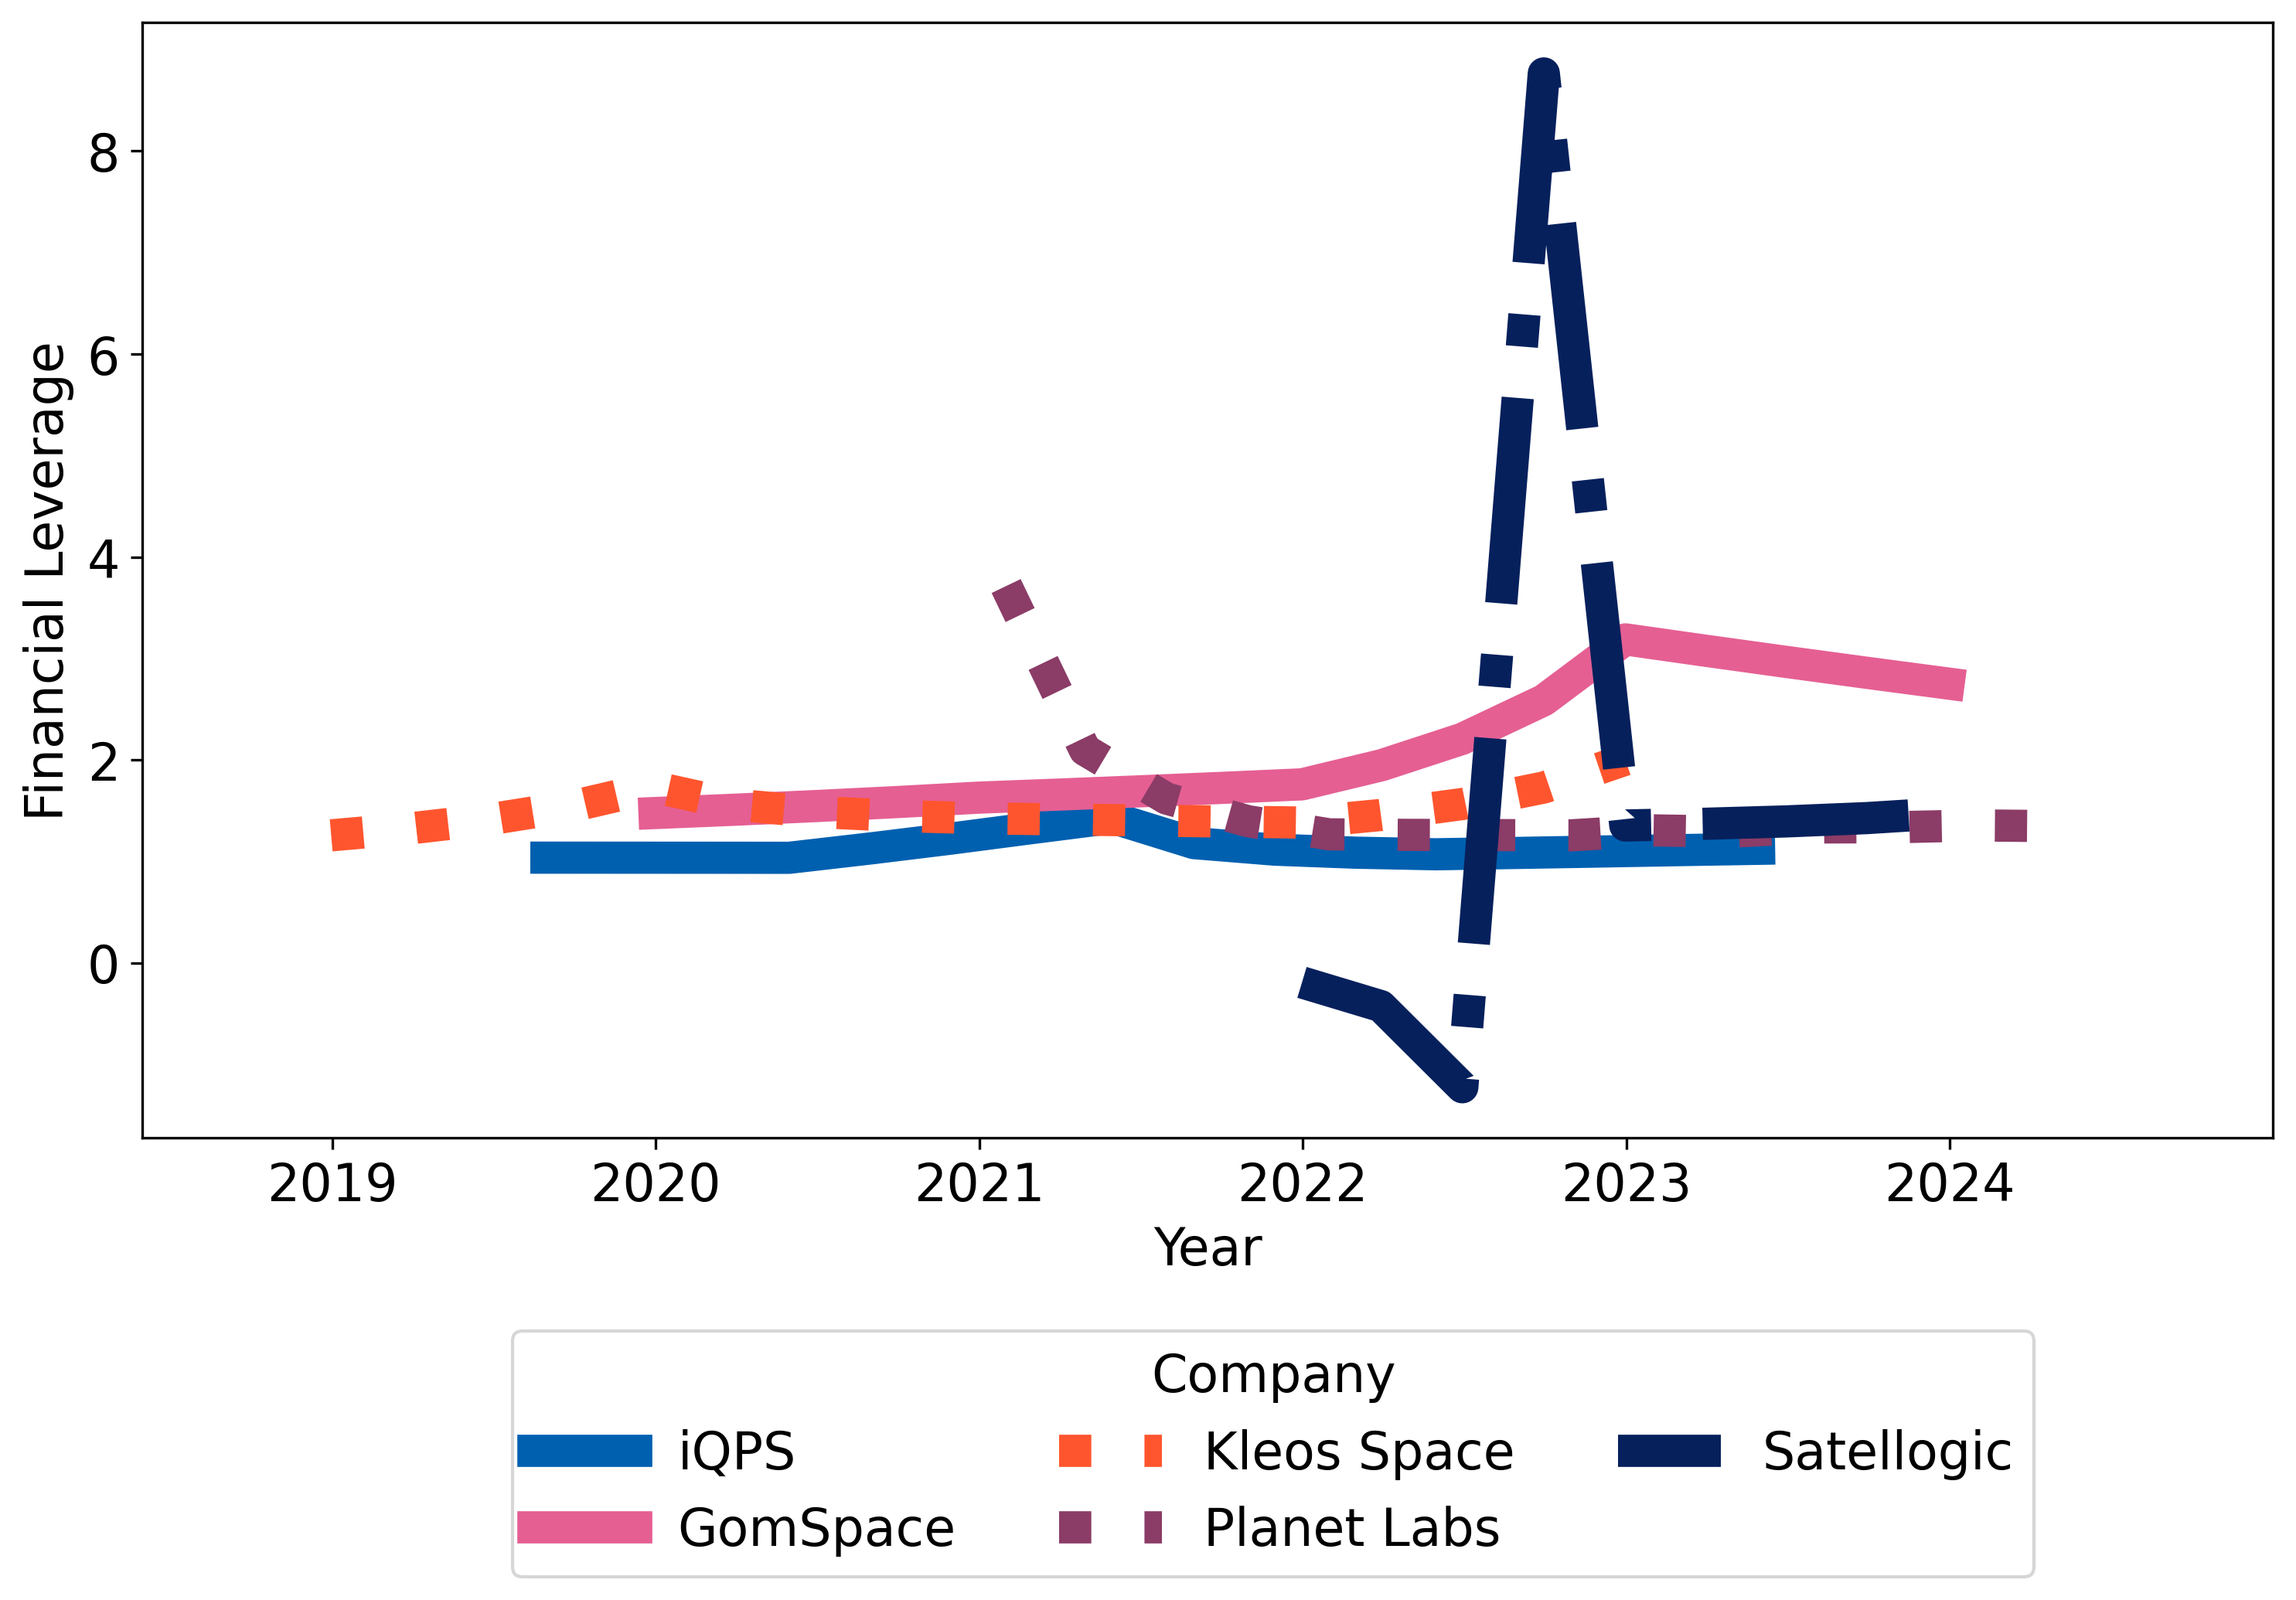 Financial Leverage
8
6
4
2
0
2019 2020 2021 2022 2023 2024
Year
Company
iQPS Kleos Space Satellogic
GomSpace Planet Labs